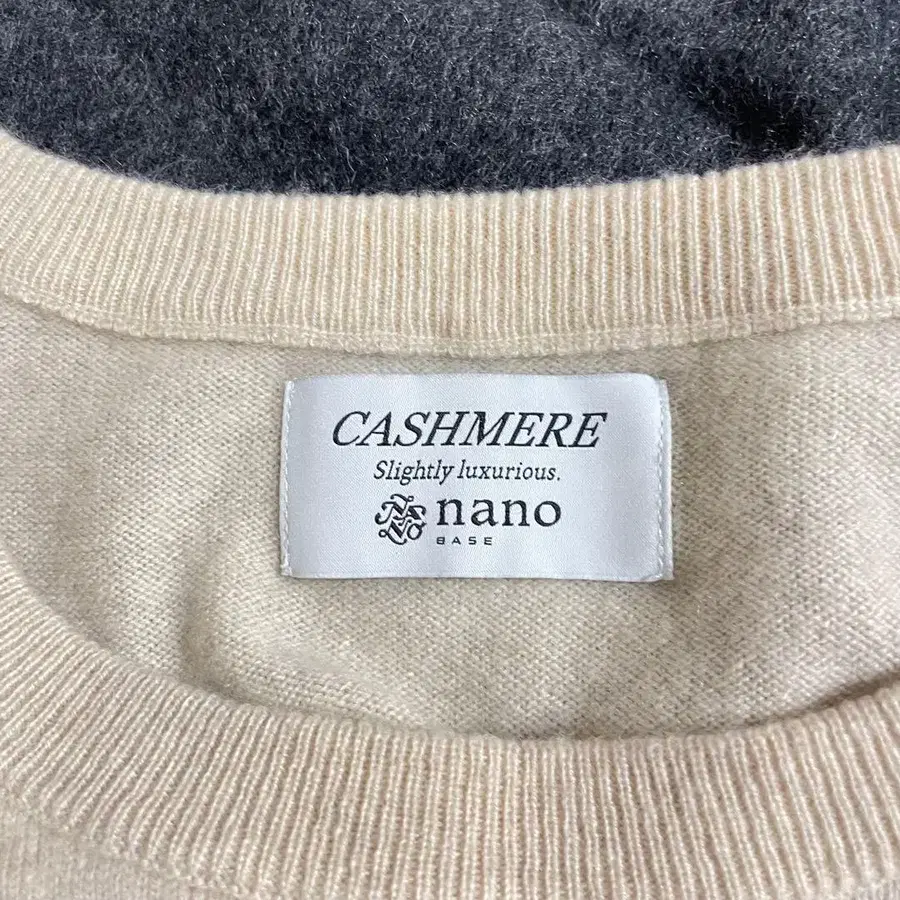 CASHMERE
Slightly luxurious.
nano
BASE